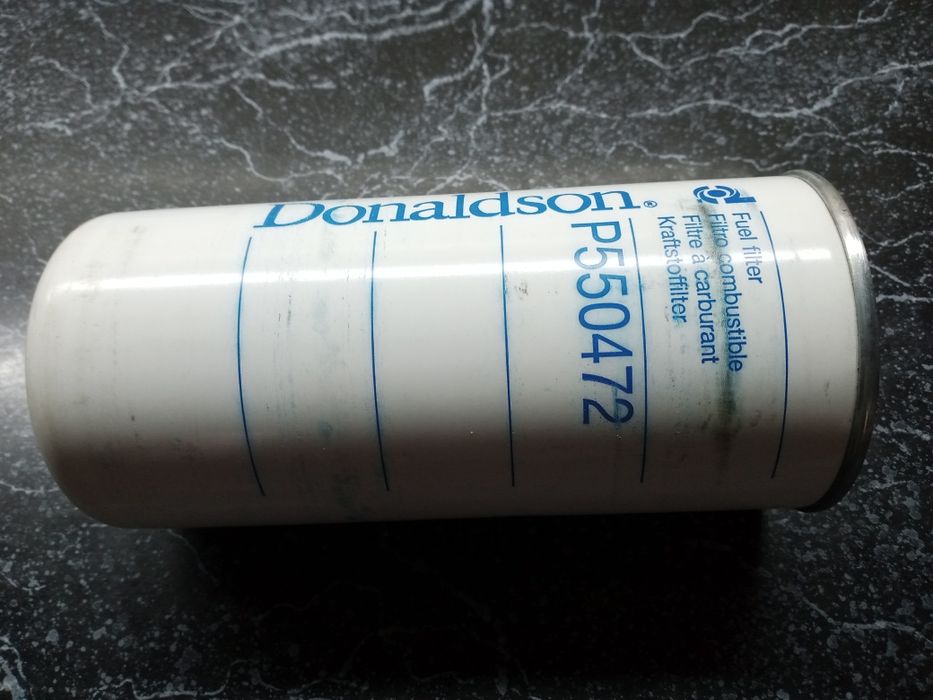 Donaldson®
Fuel filter
Filtro combustible
Filtre à carburant
Kraftstoffilter
P550472